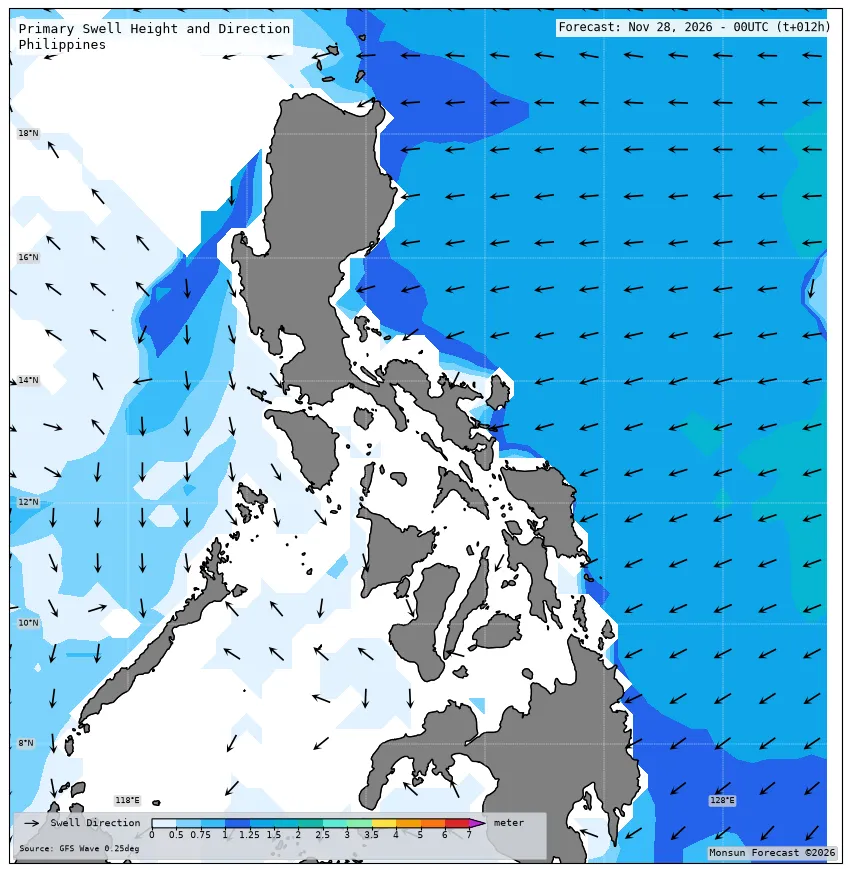 Primary Swell Height and Direction
Philippines
Forecast: Nov 28, 2026 - 00UTC (t+012h)
18°N
16°N
14°N
12°N
10°N
8°N
118°E
128°E
Swell Direction
meter
0 0.5 0.75 1 1.25 1.5 2 2.5 3 3.5 4 5 6 7
Source: GFS Wave 0.25deg
Monsun Forecast ©2026